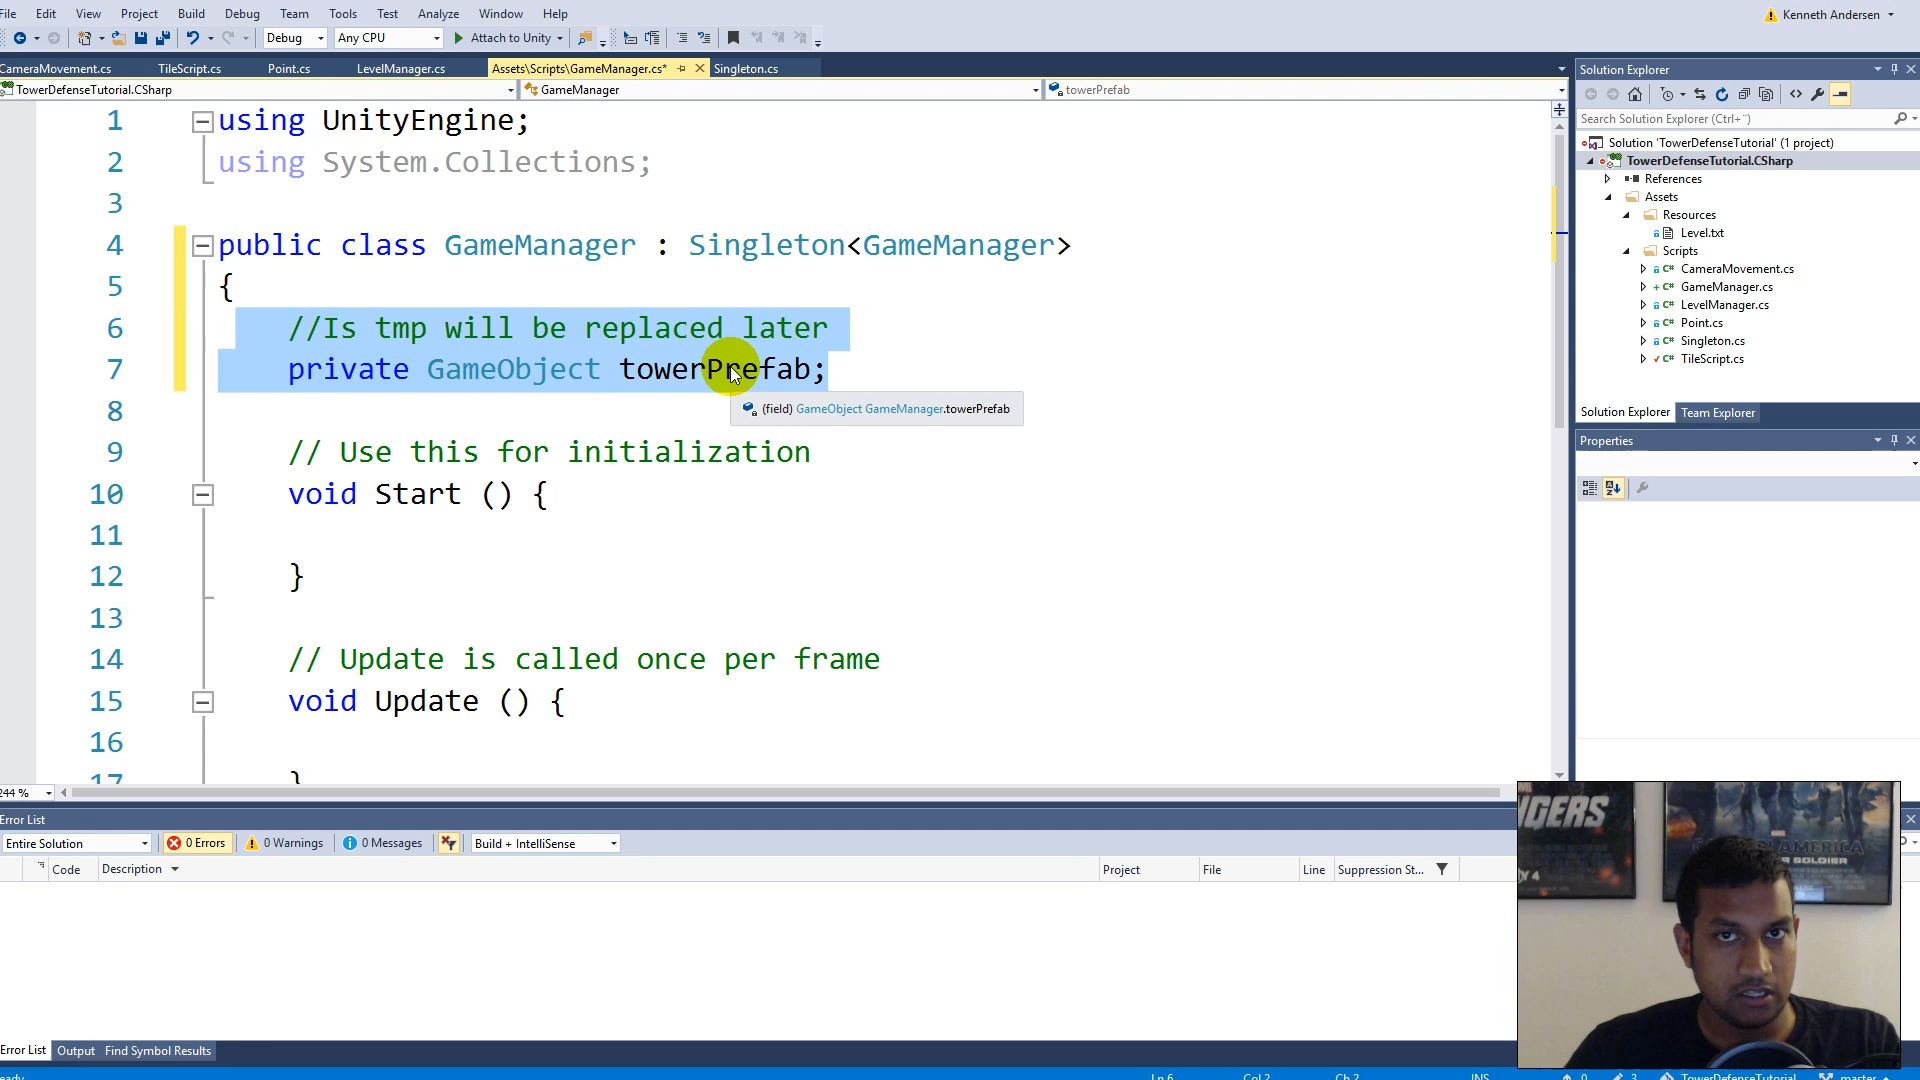 File Edit View Project Build Debug Team Tools Test Analyze Window Help
Kenneth Andersen
Debug Any CPU Attach to Unity
CameraMovement.cs TileScript.cs Point.cs LevelManager.cs Assets\Scripts\GameManager.cs* Singleton.cs
TowerDefenseTutorial.CSharp GameManager towerPrefab
1 using UnityEngine;
2 using System.Collections;
3
4 public class GameManager : Singleton<GameManager>
5 {
6 //Is tmp will be replaced later
7 private GameObject towerPrefab;
(field) GameObject GameManager.towerPrefab
8
9 // Use this for initialization
10 void Start () {
11
12 }
13
14 // Update is called once per frame
15 void Update () {
16
17 }
244 %
Solution Explorer
Search Solution Explorer (Ctrl+¨)
Solution 'TowerDefenseTutorial' (1 project)
TowerDefenseTutorial.CSharp
References
Assets
Resources
Level.txt
Scripts
CameraMovement.cs
GameManager.cs
LevelManager.cs
Point.cs
Singleton.cs
TileScript.cs
Solution Explorer Team Explorer
Properties
Error List
Entire Solution 0 Errors 0 Warnings 0 Messages Build + IntelliSense
Code Description Project File Line Suppression St...
Error List Output Find Symbol Results
Ln 6 Col 2 Ch 2 INS 0 3 TowerDefenseTutorial master